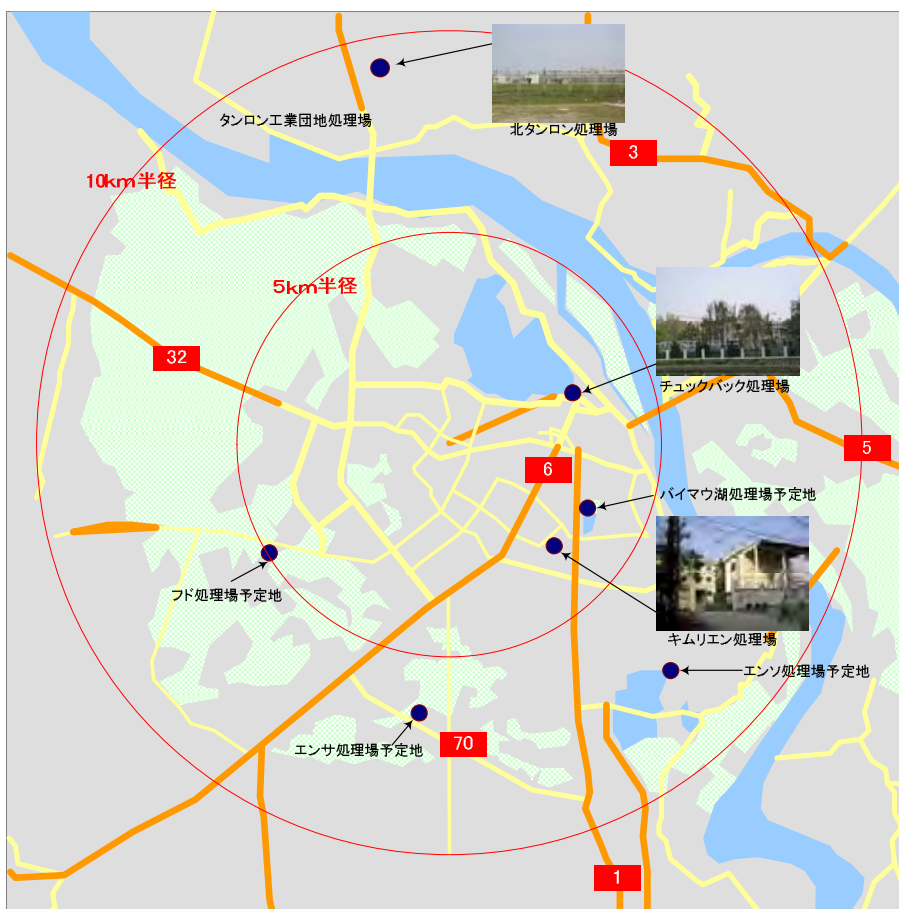 タンロン工業団地処理場
北タンロン処理場
3
10km半径
5km半径
32
チュックバック処理場
5
6
バイマウ湖処理場予定地
フド処理場予定地
キムリエン処理場
エンソ処理場予定地
エンサ処理場予定地
70
1